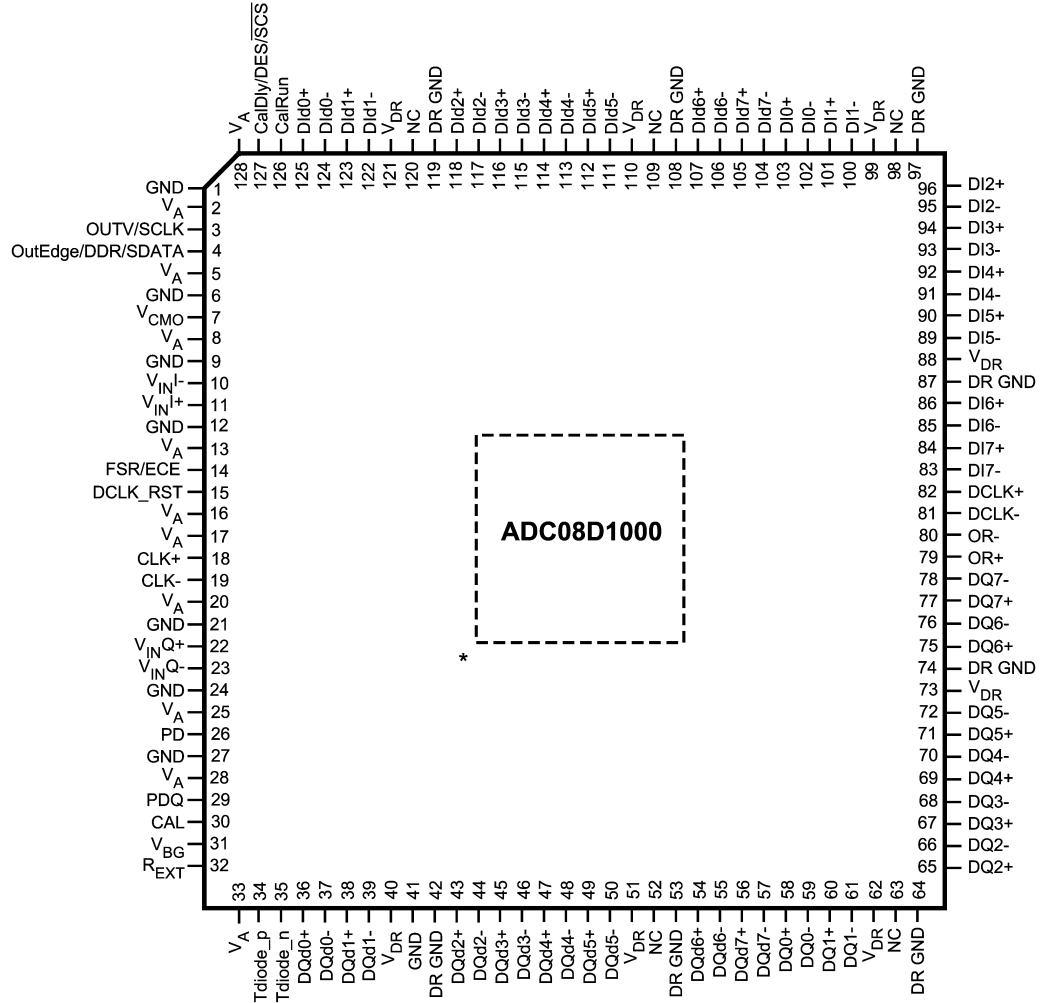 V_A
CalDly/DES/SCS
CalRun
DId0+
DId0-
DId1+
DId1-
V_DR
NC
DR GND
DId2+
DId2-
DId3+
DId3-
DId4+
DId4-
DId5+
DId5-
V_DR
NC
DR GND
DId6+
DId6-
DId7+
DId7-
DI0+
DI0-
DI1+
DI1-
V_DR
NC
DR GND
128 127 126 125 124 123 122 121 120 119 118 117 116 115 114 113 112 111 110 109 108 107 106 105 104 103 102 101 100 99 98 97
GND 1
V_A 2
OUTV/SCLK 3
OutEdge/DDR/SDATA 4
V_A 5
GND 6
V_CMO 7
V_A 8
GND 9
V_INI- 10
V_INI+ 11
GND 12
V_A 13
FSR/ECE 14
DCLK_RST 15
V_A 16
V_A 17
CLK+ 18
CLK- 19
V_A 20
GND 21
V_INQ+ 22
V_INQ- 23
GND 24
V_A 25
PD 26
GND 27
V_A 28
PDQ 29
CAL 30
V_BG 31
R_EXT 32
ADC08D1000
*
96 DI2+
95 DI2-
94 DI3+
93 DI3-
92 DI4+
91 DI4-
90 DI5+
89 DI5-
88 V_DR
87 DR GND
86 DI6+
85 DI6-
84 DI7+
83 DI7-
82 DCLK+
81 DCLK-
80 OR-
79 OR+
78 DQ7-
77 DQ7+
76 DQ6-
75 DQ6+
74 DR GND
73 V_DR
72 DQ5-
71 DQ5+
70 DQ4-
69 DQ4+
68 DQ3-
67 DQ3+
66 DQ2-
65 DQ2+
33 34 35 36 37 38 39 40 41 42 43 44 45 46 47 48 49 50 51 52 53 54 55 56 57 58 59 60 61 62 63 64
V_A
Tdiode_p
Tdiode_n
DQd0+
DQd0-
DQd1+
DQd1-
V_DR
GND
DR GND
DQd2+
DQd2-
DQd3+
DQd3-
DQd4+
DQd4-
DQd5+
DQd5-
V_DR
NC
DR GND
DQd6+
DQd6-
DQd7+
DQd7-
DQ0+
DQ0-
DQ1+
DQ1-
V_DR
NC
DR GND